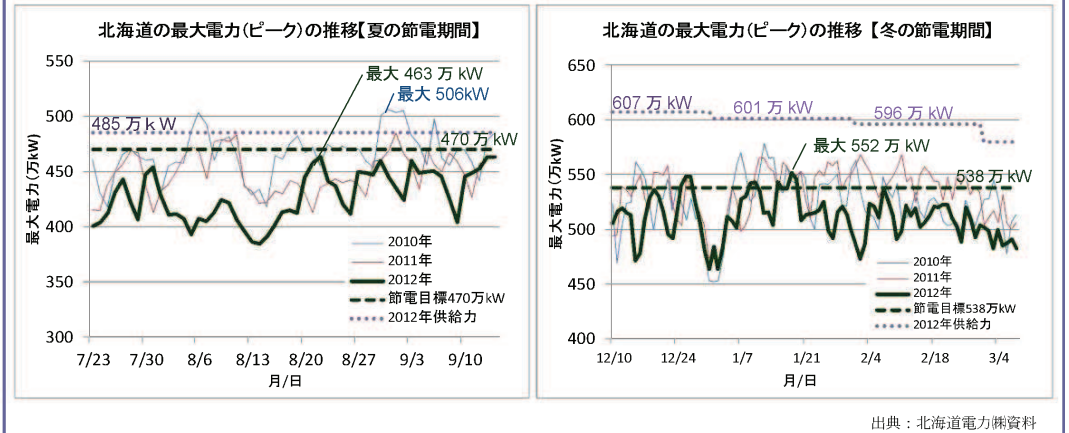 北海道の最大電力(ピーク)の推移【夏の節電期間】
最大電力(万kW)
550
500
450
400
350
300
485万kW
最大 463 万 kW
最大 506kW
470 万kW
2010年
2011年
2012年
節電目標470万kW
2012年供給力
7/23
7/30
8/6
8/13
8/20
8/27
9/3
9/10
月/日
北海道の最大電力(ピーク)の推移 【冬の節電期間】
最大電力(万kW)
650
600
550
500
450
400
607 万 kW
601 万 kW
596 万 kW
最大 552 万 kW
538 万 kW
2010年
2011年
2012年
節電目標538万kW
2012年供給力
12/10
12/24
1/7
1/21
2/4
2/18
3/4
月/日
出典：北海道電力㈱資料